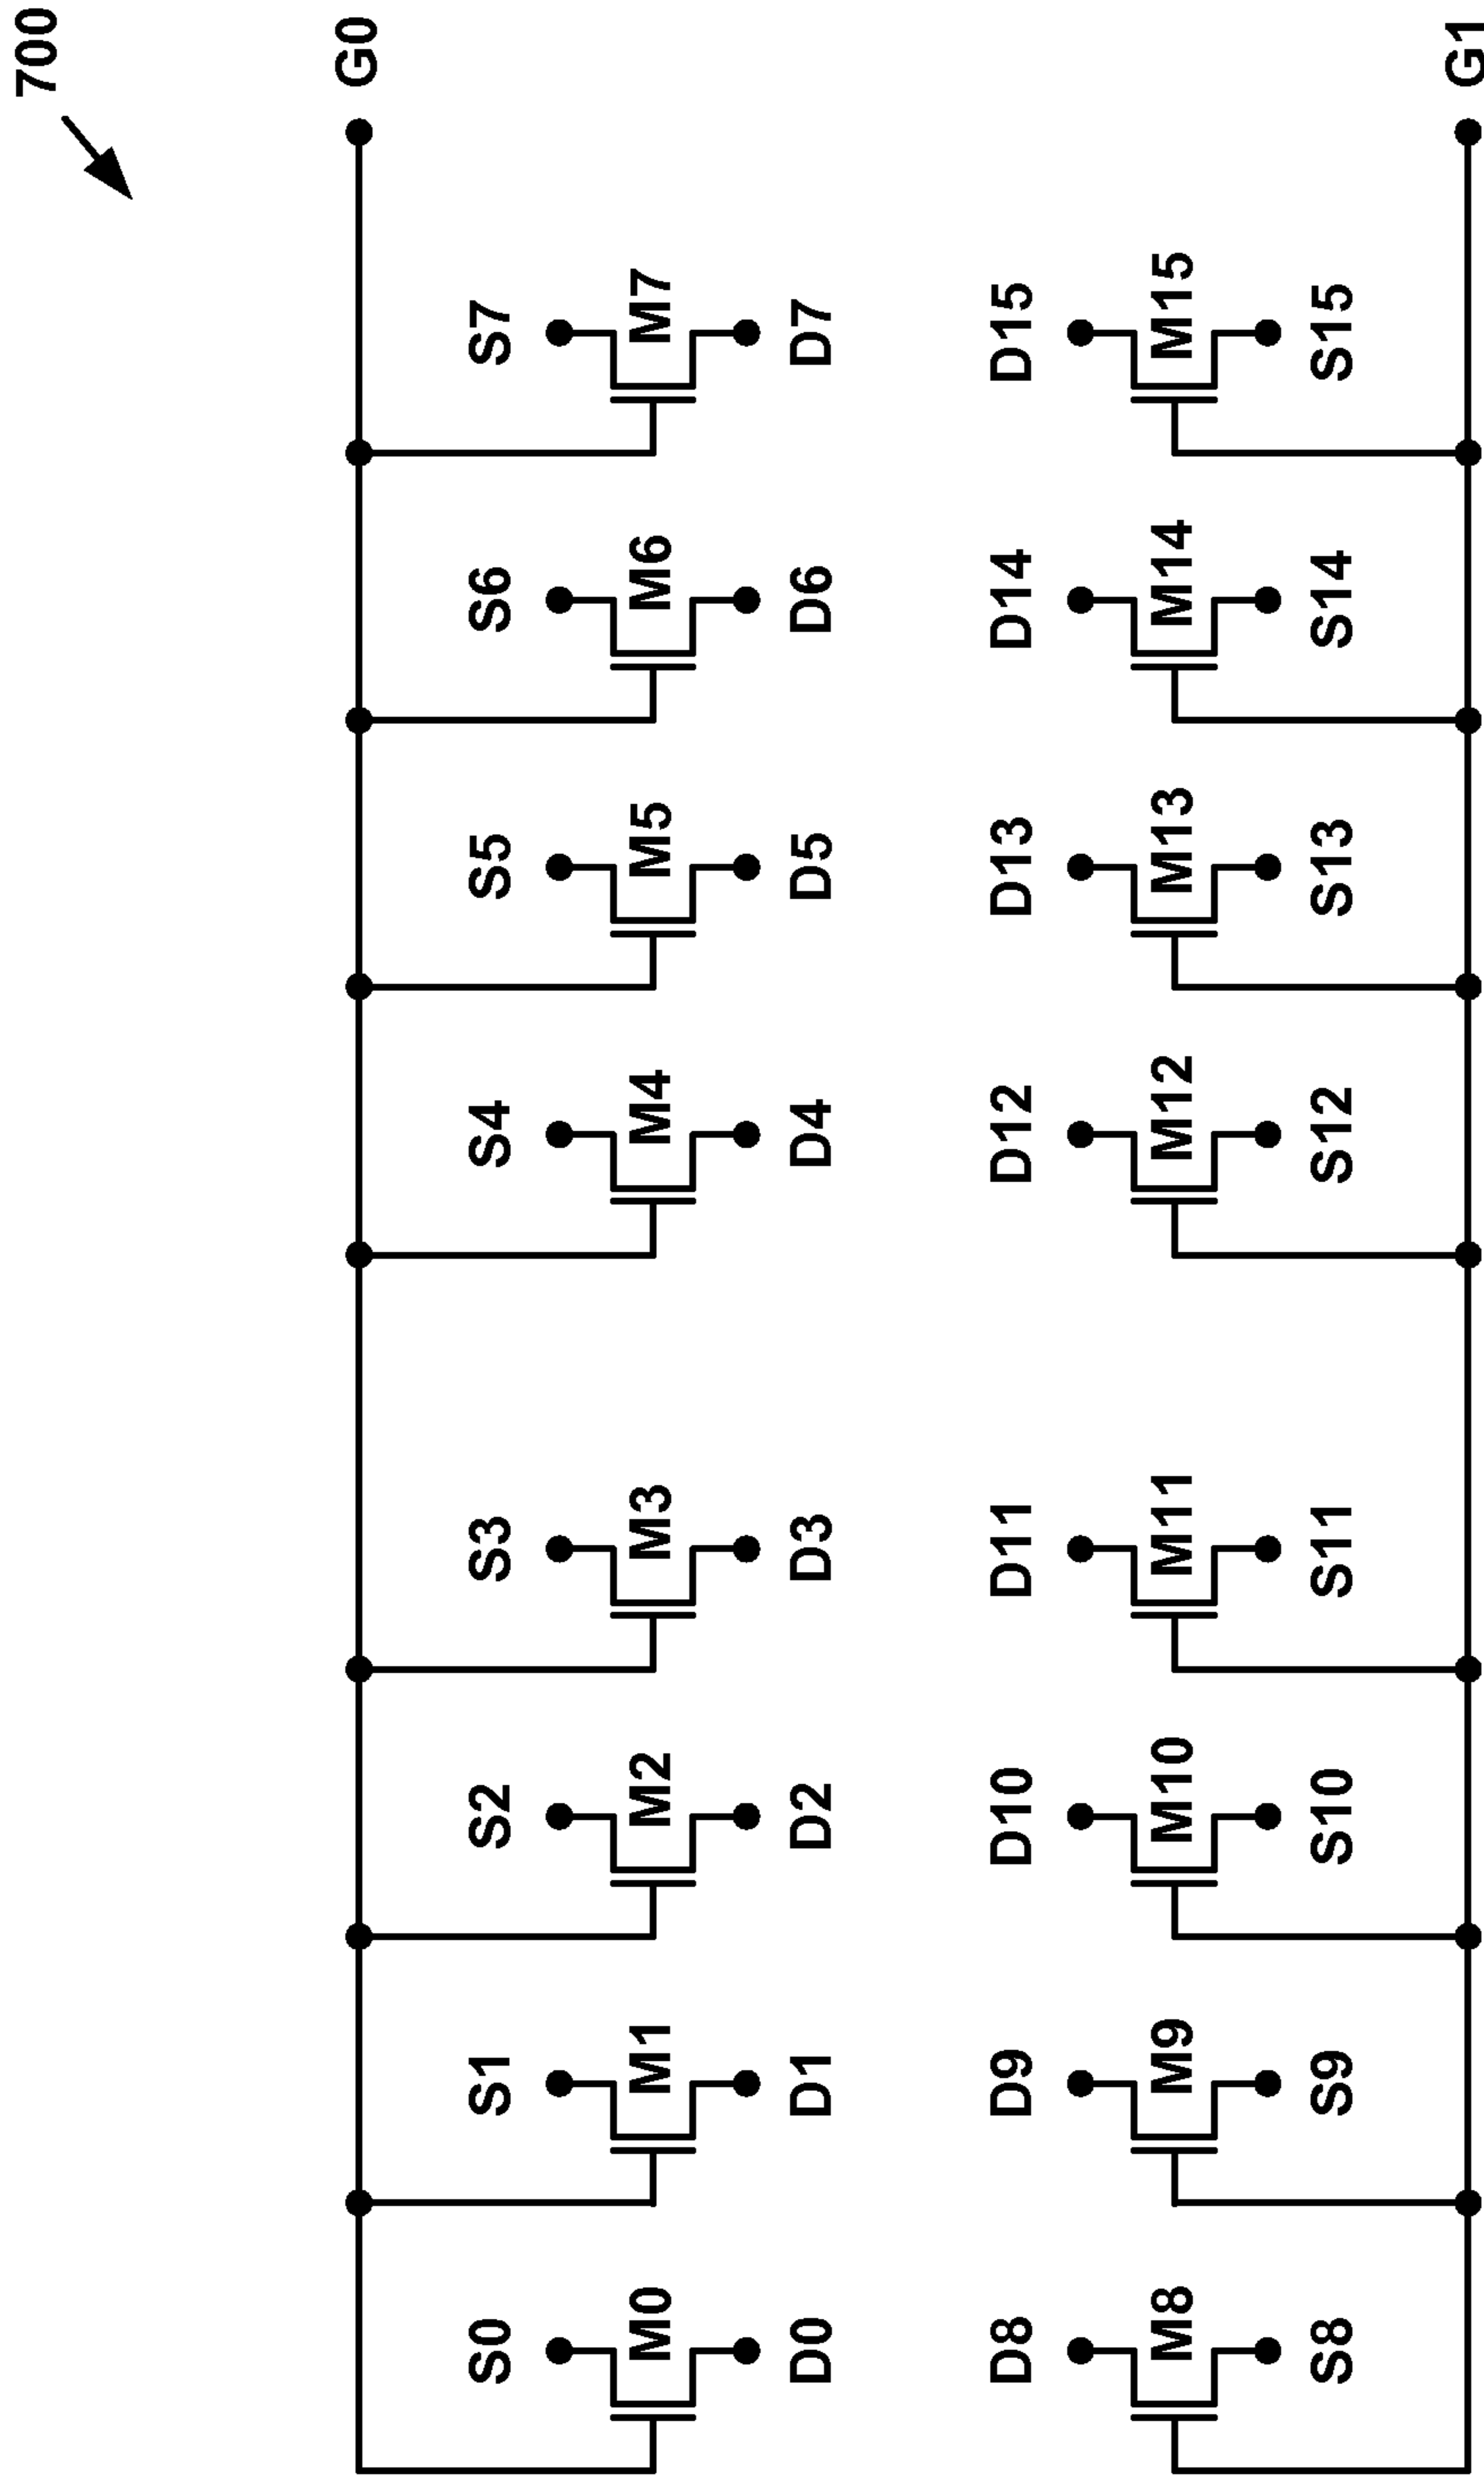 700
G0
S0 S1 S2 S3 S4 S5 S6 S7
M0 M1 M2 M3 M4 M5 M6 M7
D0 D1 D2 D3 D4 D5 D6 D7
D8 D9 D10 D11 D12 D13 D14 D15
M8 M9 M10 M11 M12 M13 M14 M15
S8 S9 S10 S11 S12 S13 S14 S15
G1